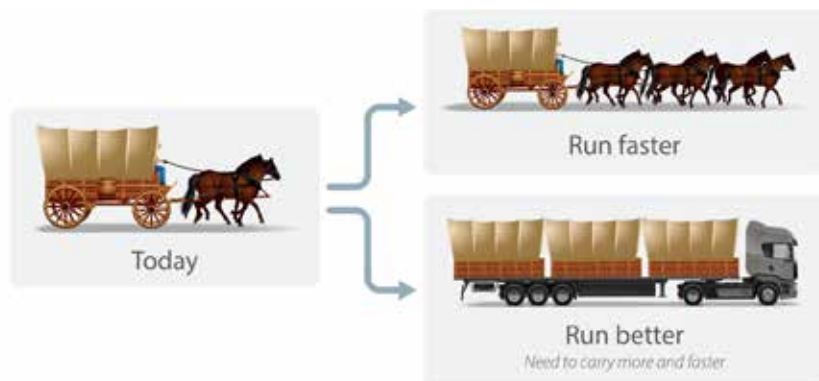 Today
Run faster
Run better
Need to carry more and faster